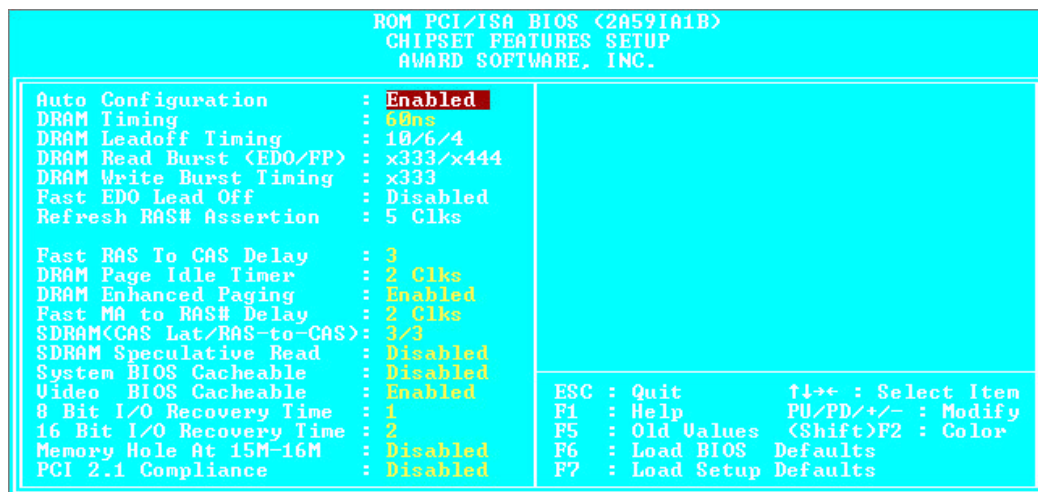 ROM PCI/ISA BIOS (2A59IA1B)
CHIPSET FEATURES SETUP
AWARD SOFTWARE, INC.
Auto Configuration : Enabled
DRAM Timing : 60ns
DRAM Leadoff Timing : 10/6/4
DRAM Read Burst (EDO/FP) : x333/x444
DRAM Write Burst Timing : x333
Fast EDO Lead Off : Disabled
Refresh RAS# Assertion : 5 Clks
Fast RAS To CAS Delay : 3
DRAM Page Idle Timer : 2 Clks
DRAM Enhanced Paging : Enabled
Fast MA to RAS# Delay : 2 Clks
SDRAM(CAS Lat/RAS-to-CAS): 3/3
SDRAM Speculative Read : Disabled
System BIOS Cacheable : Disabled
Video BIOS Cacheable : Enabled
8 Bit I/O Recovery Time : 1
16 Bit I/O Recovery Time : 2
Memory Hole At 15M-16M : Disabled
PCI 2.1 Compliance : Disabled
ESC : Quit ↑↓→← : Select Item
F1 : Help PU/PD/+/- : Modify
F5 : Old Values (Shift)F2 : Color
F6 : Load BIOS Defaults
F7 : Load Setup Defaults